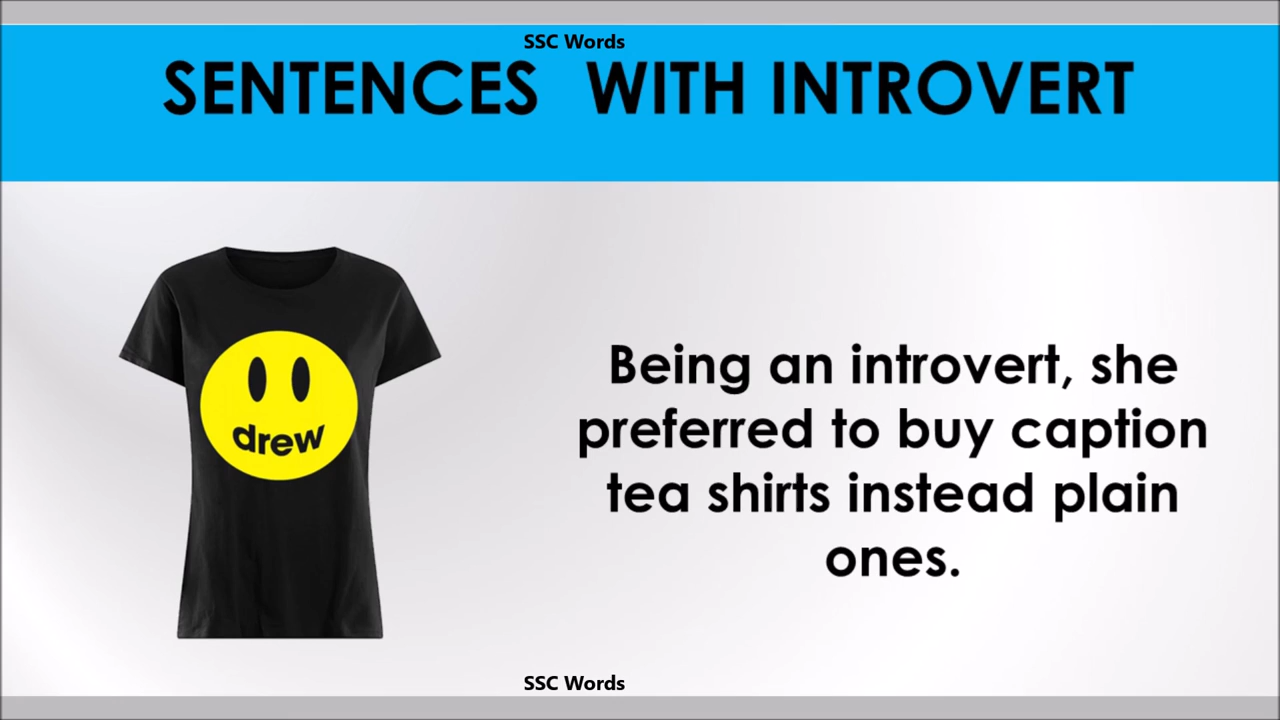 SSC Words
SENTENCES WITH INTROVERT
drew
Being an introvert, she
preferred to buy caption
tea shirts instead plain
ones.
SSC Words